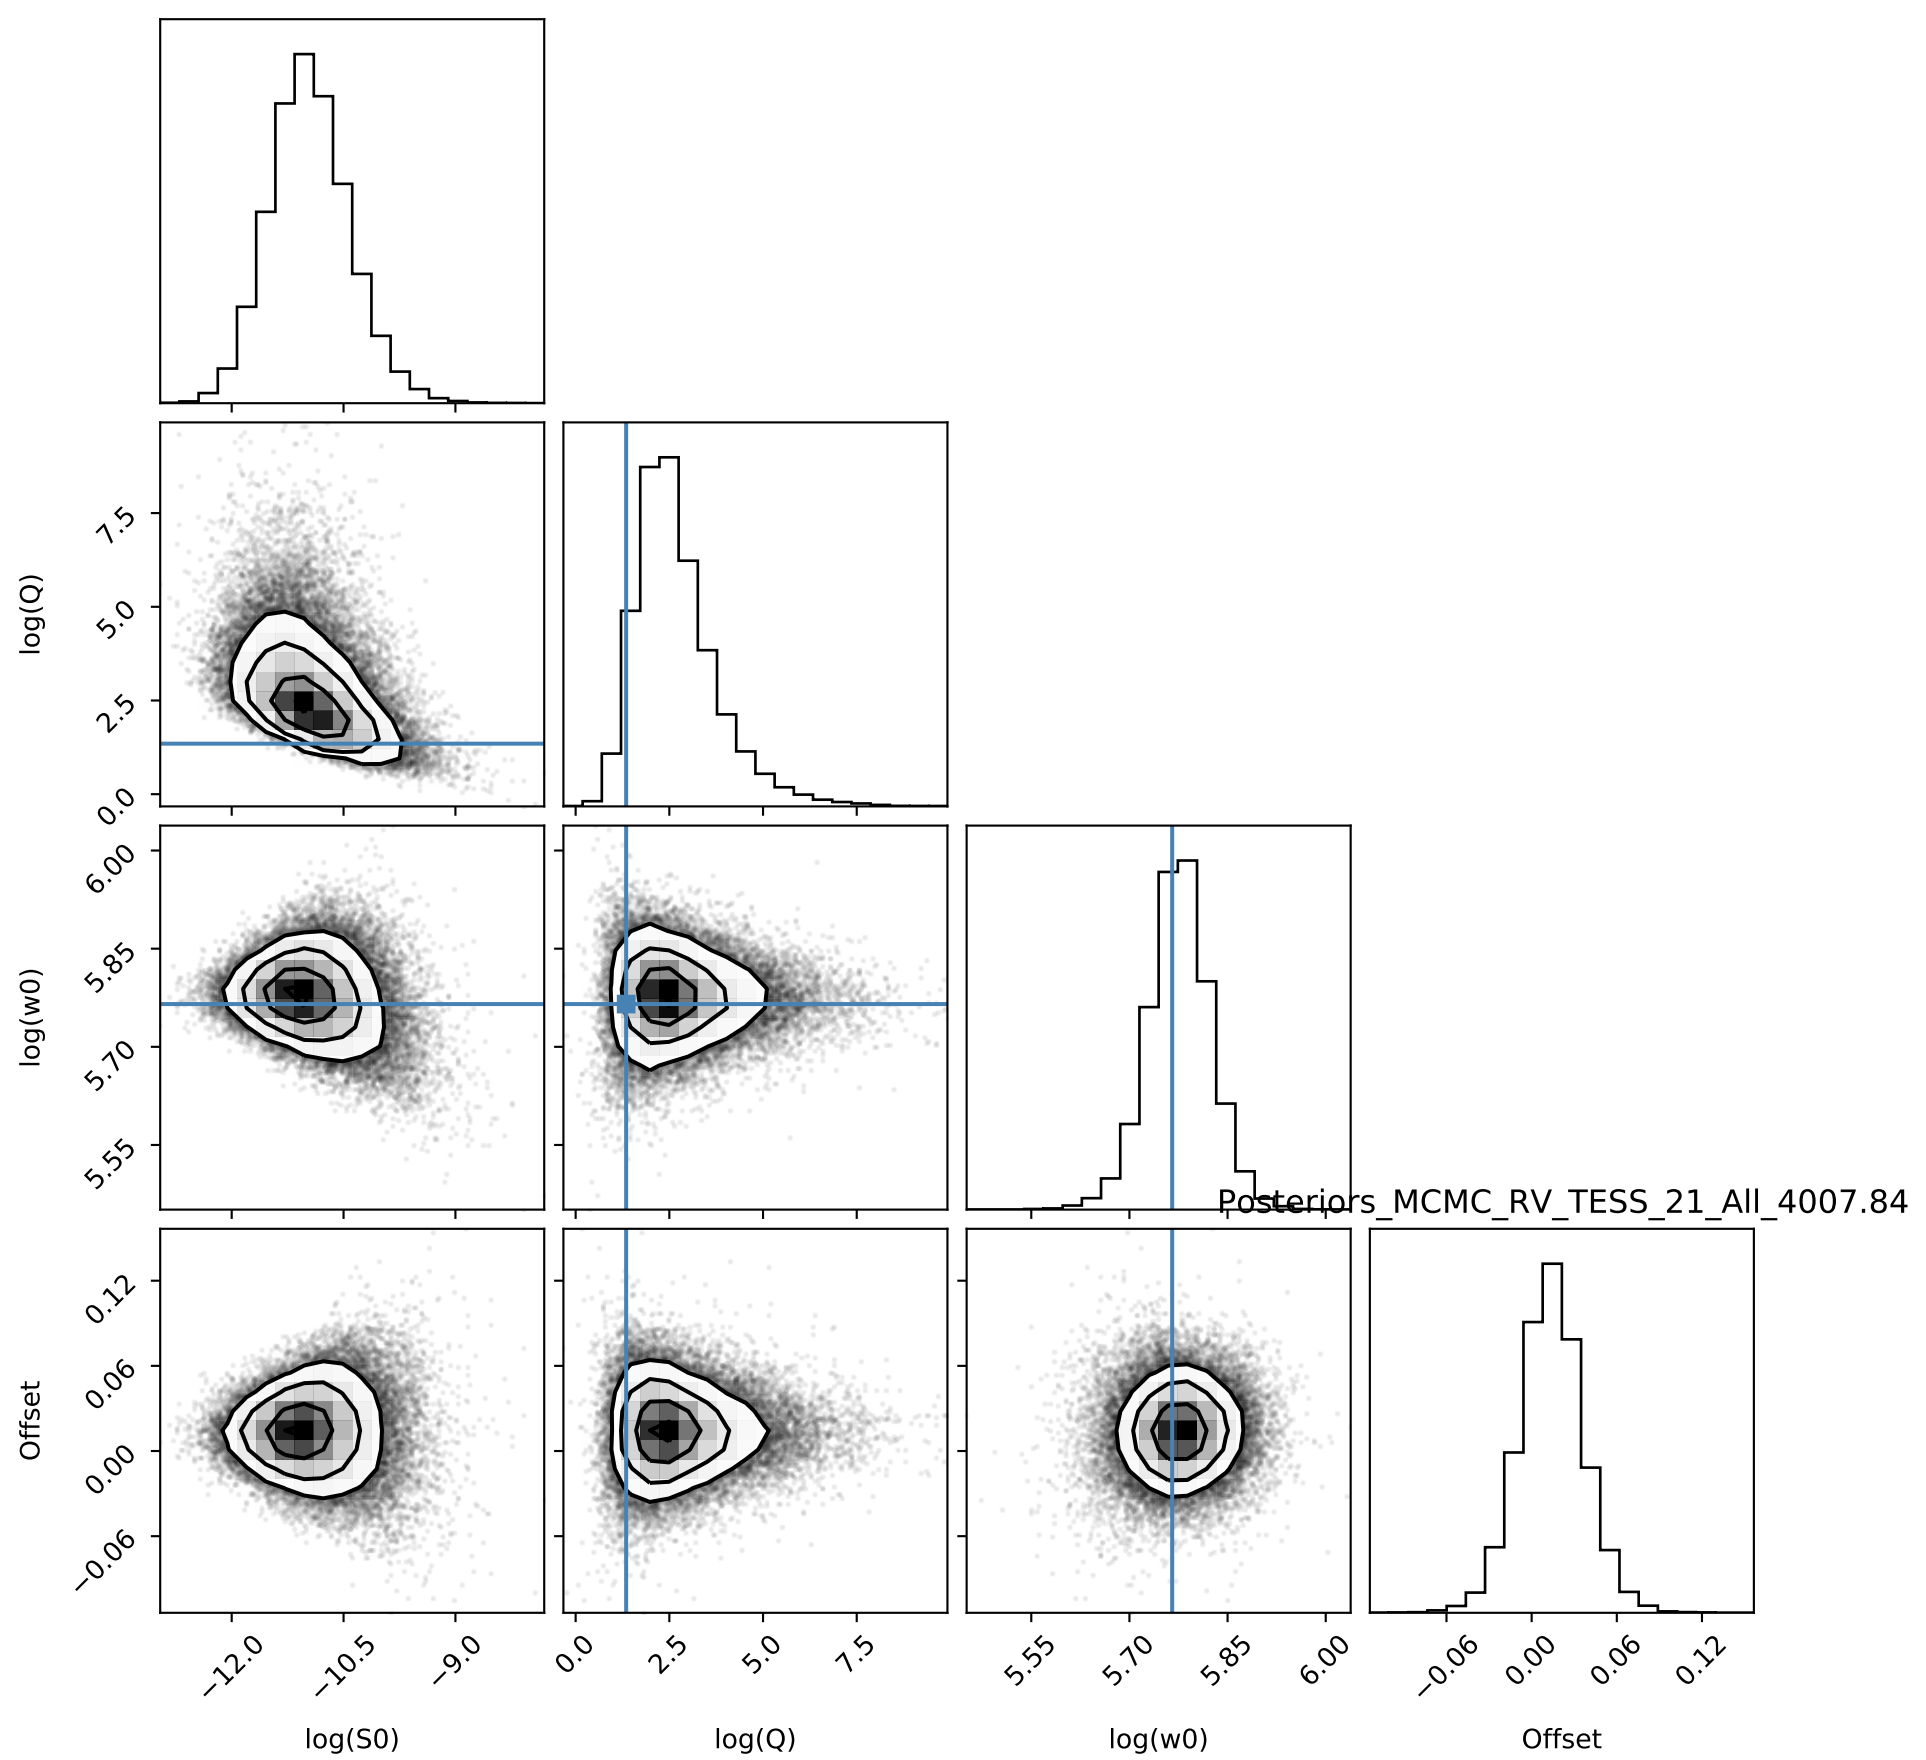 log(Q)
7.5
5.0
2.5
0.0
log(w0)
6.00
5.85
5.70
5.55
Posteriors_MCMC_RV_TESS_21_All_4007.84
Offset
0.12
0.06
0.00
−0.06
−12.0 −10.5 −9.0 0.0 2.5 5.0 7.5 5.55 5.70 5.85 6.00 −0.06 0.00 0.06 0.12
log(S0) log(Q) log(w0) Offset